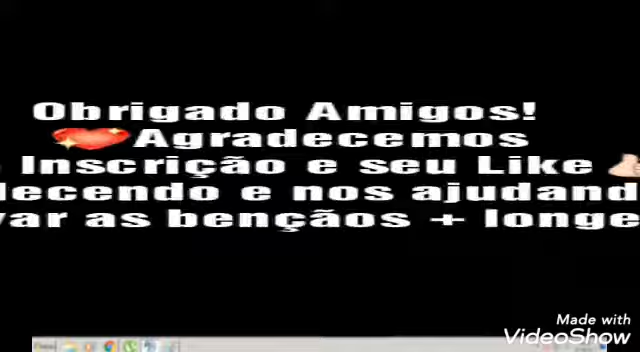 Obrigado Amigos!
Agradecemos
Inscrição e seu Like
decendo e nos ajudand
var as bençãos + longe
Made with
VideoShow